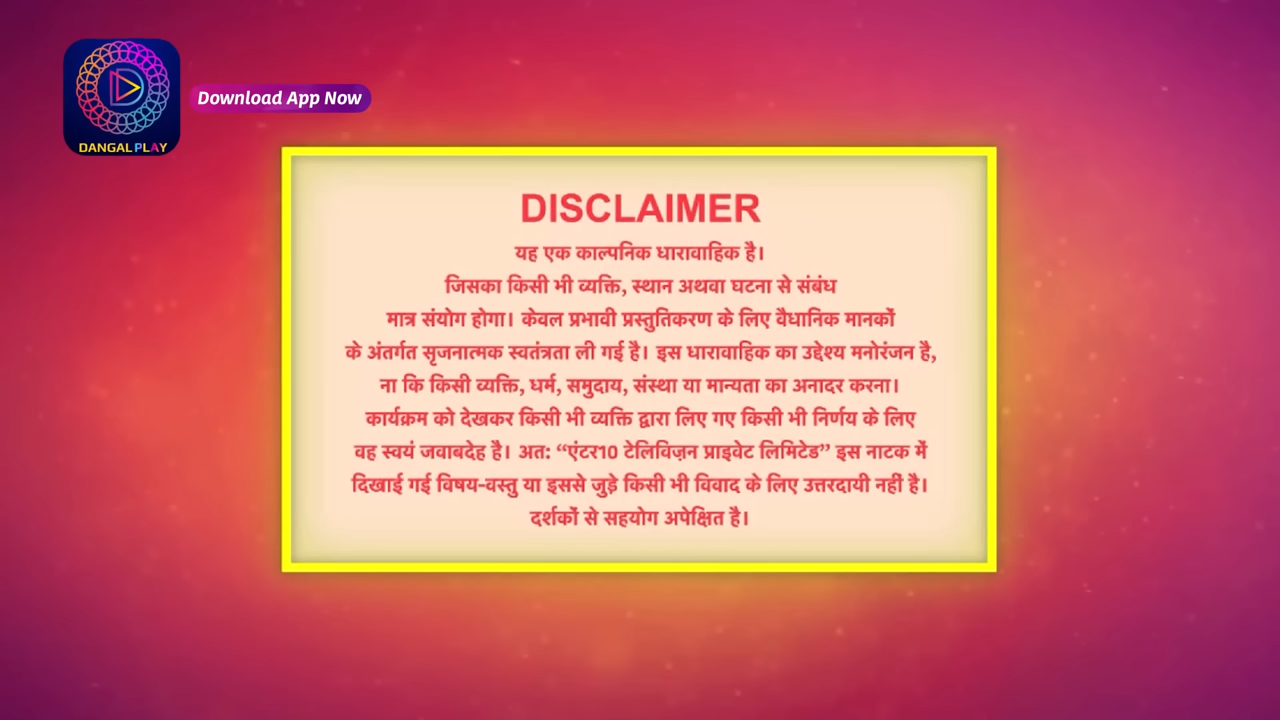 DANGAL PLAY
Download App Now
DISCLAIMER
यह एक काल्पनिक धारावाहिक है।
जिसका किसी भी व्यक्ति, स्थान अथवा घटना से संबंध
मात्र संयोग होगा। केवल प्रभावी प्रस्तुतिकरण के लिए वैधानिक मानकों
के अंतर्गत सृजनात्मक स्वतंत्रता ली गई है। इस धारावाहिक का उद्देश्य मनोरंजन है,
ना कि किसी व्यक्ति, धर्म, समुदाय, संस्था या मान्यता का अनादर करना।
कार्यक्रम को देखकर किसी भी व्यक्ति द्वारा लिए गए किसी भी निर्णय के लिए
वह स्वयं जवाबदेह है। अत: “एंटर10 टेलिविज़न प्राइवेट लिमिटेड” इस नाटक में
दिखाई गई विषय-वस्तु या इससे जुड़े किसी भी विवाद के लिए उत्तरदायी नहीं है।
दर्शकों से सहयोग अपेक्षित है।